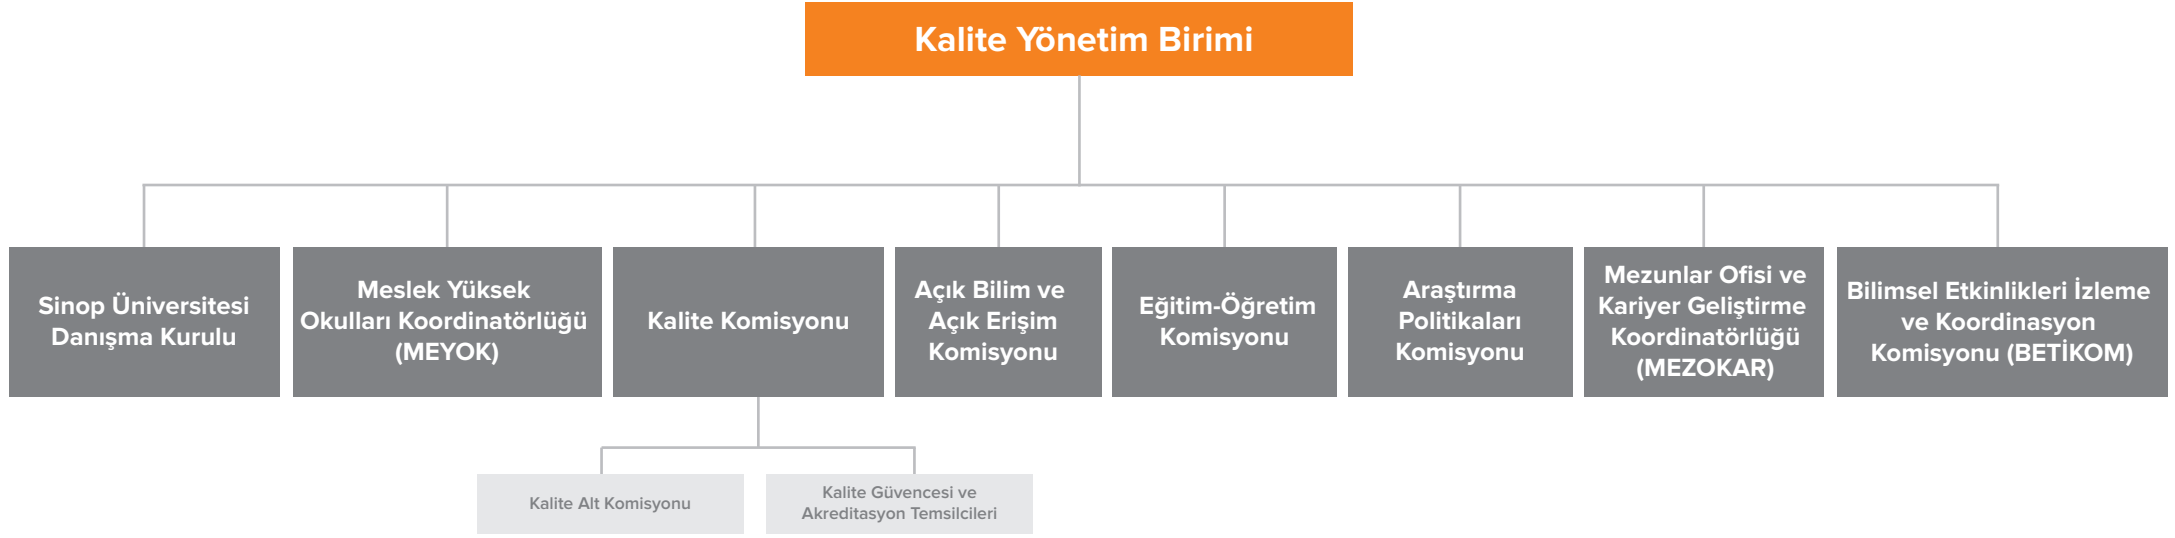 Kalite Yönetim Birimi
Sinop Üniversitesi
Danışma Kurulu
Meslek Yüksek
Okulları Koordinatörlüğü
(MEYOK)
Kalite Komisyonu
Açık Bilim ve
Açık Erişim
Komisyonu
Eğitim-Öğretim
Komisyonu
Araştırma
Politikaları
Komisyonu
Mezunlar Ofisi ve
Kariyer Geliştirme
Koordinatörlüğü
(MEZOKAR)
Bilimsel Etkinlikleri İzleme
ve Koordinasyon
Komisyonu (BETİKOM)
Kalite Alt Komisyonu
Kalite Güvencesi ve
Akreditasyon Temsilcileri